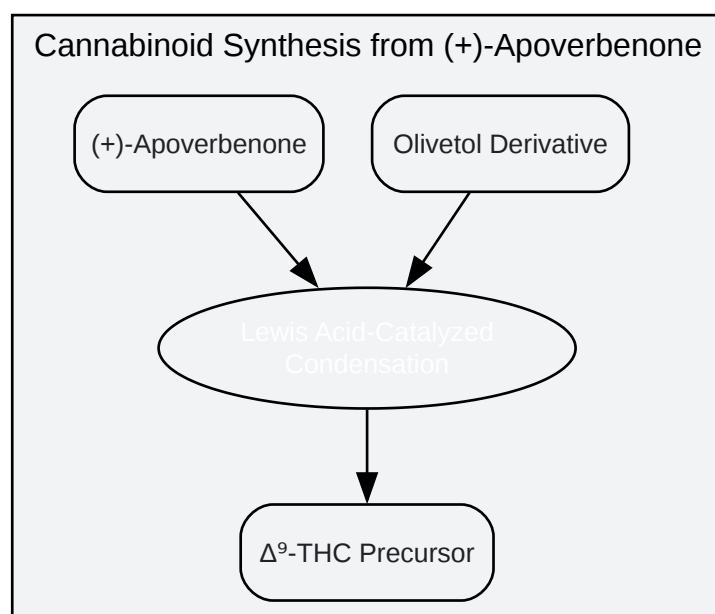 Cannabinoid Synthesis from (+)-Apoverbenone
(+)-Apoverbenone
Olivetol Derivative
Lewis Acid-Catalyzed
Condensation
Δ⁹-THC Precursor